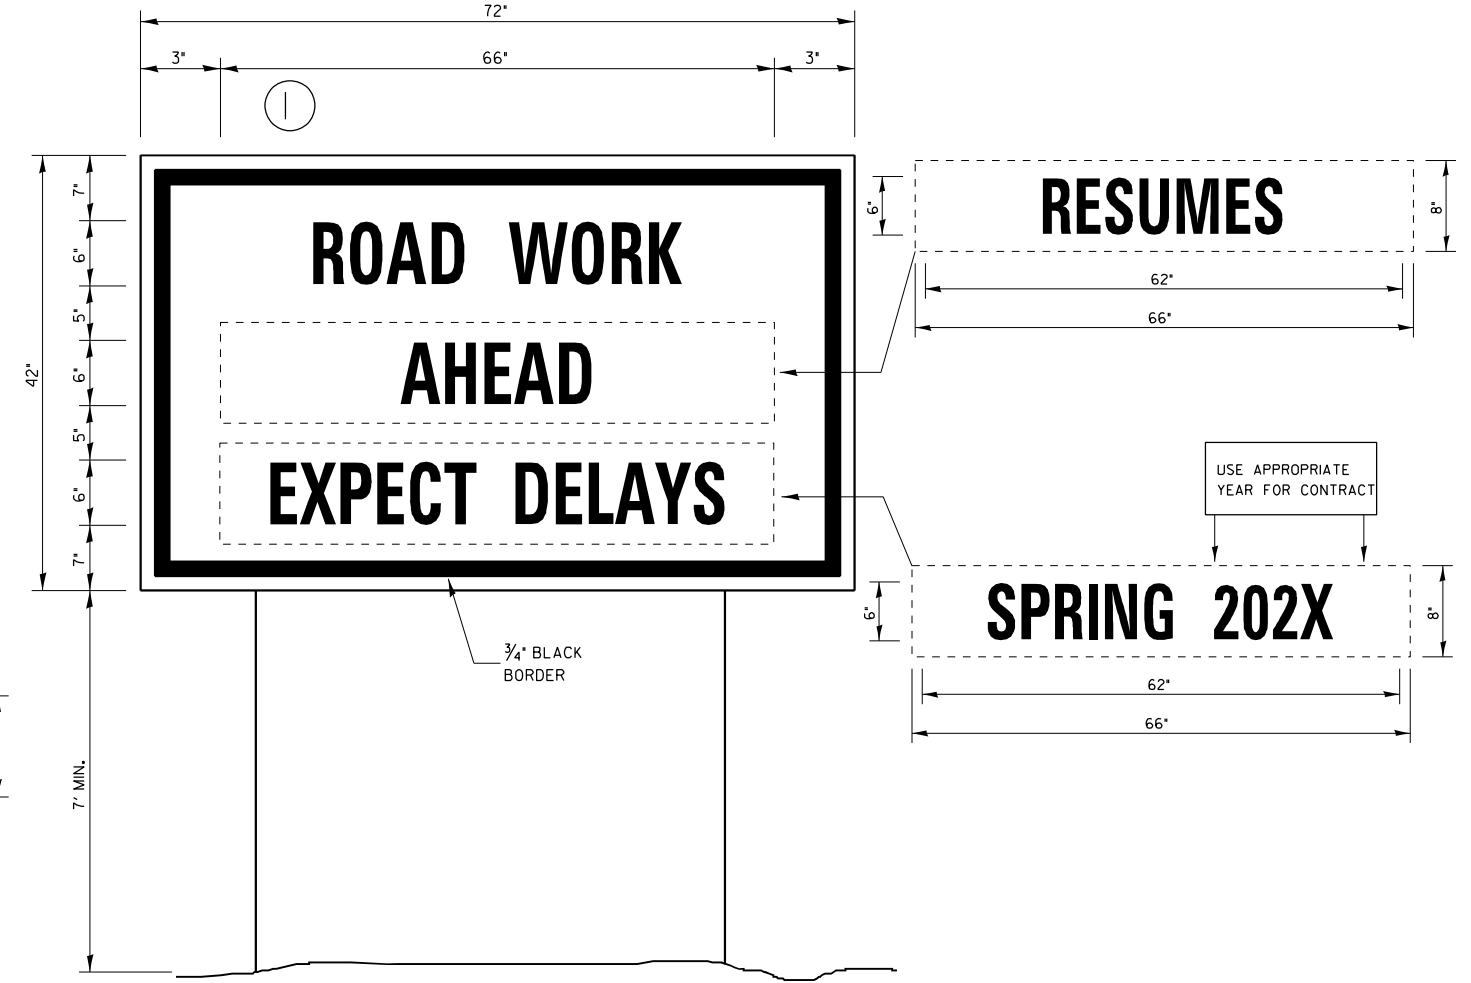 72"
3" 66" 3"
1
7"
6"
5"
6"
5"
6"
7"
42"
7' MIN.
ROAD WORK
AHEAD
EXPECT DELAYS
3/4" BLACK
BORDER
6"
RESUMES
8"
62"
66"
USE APPROPRIATE
YEAR FOR CONTRACT
6"
SPRING 202X
8"
62"
66"